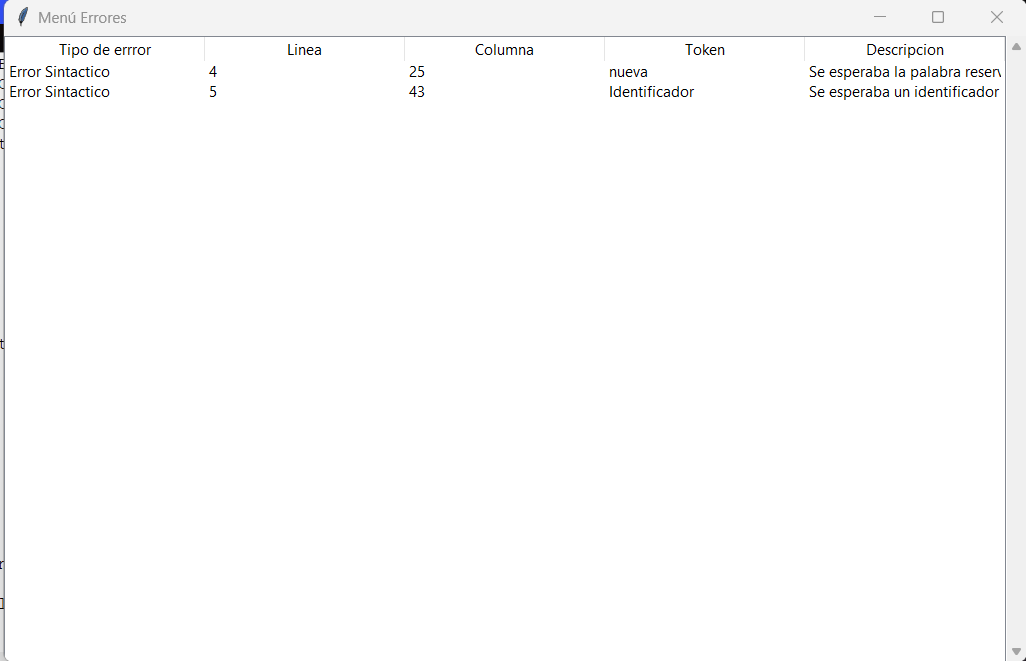 Menú Errores
Tipo de errror Linea Columna Token Descripcion
Error Sintactico 4 25 nueva Se esperaba la palabra
Error Sintactico 5 43 Identificador Se esperaba un identificador